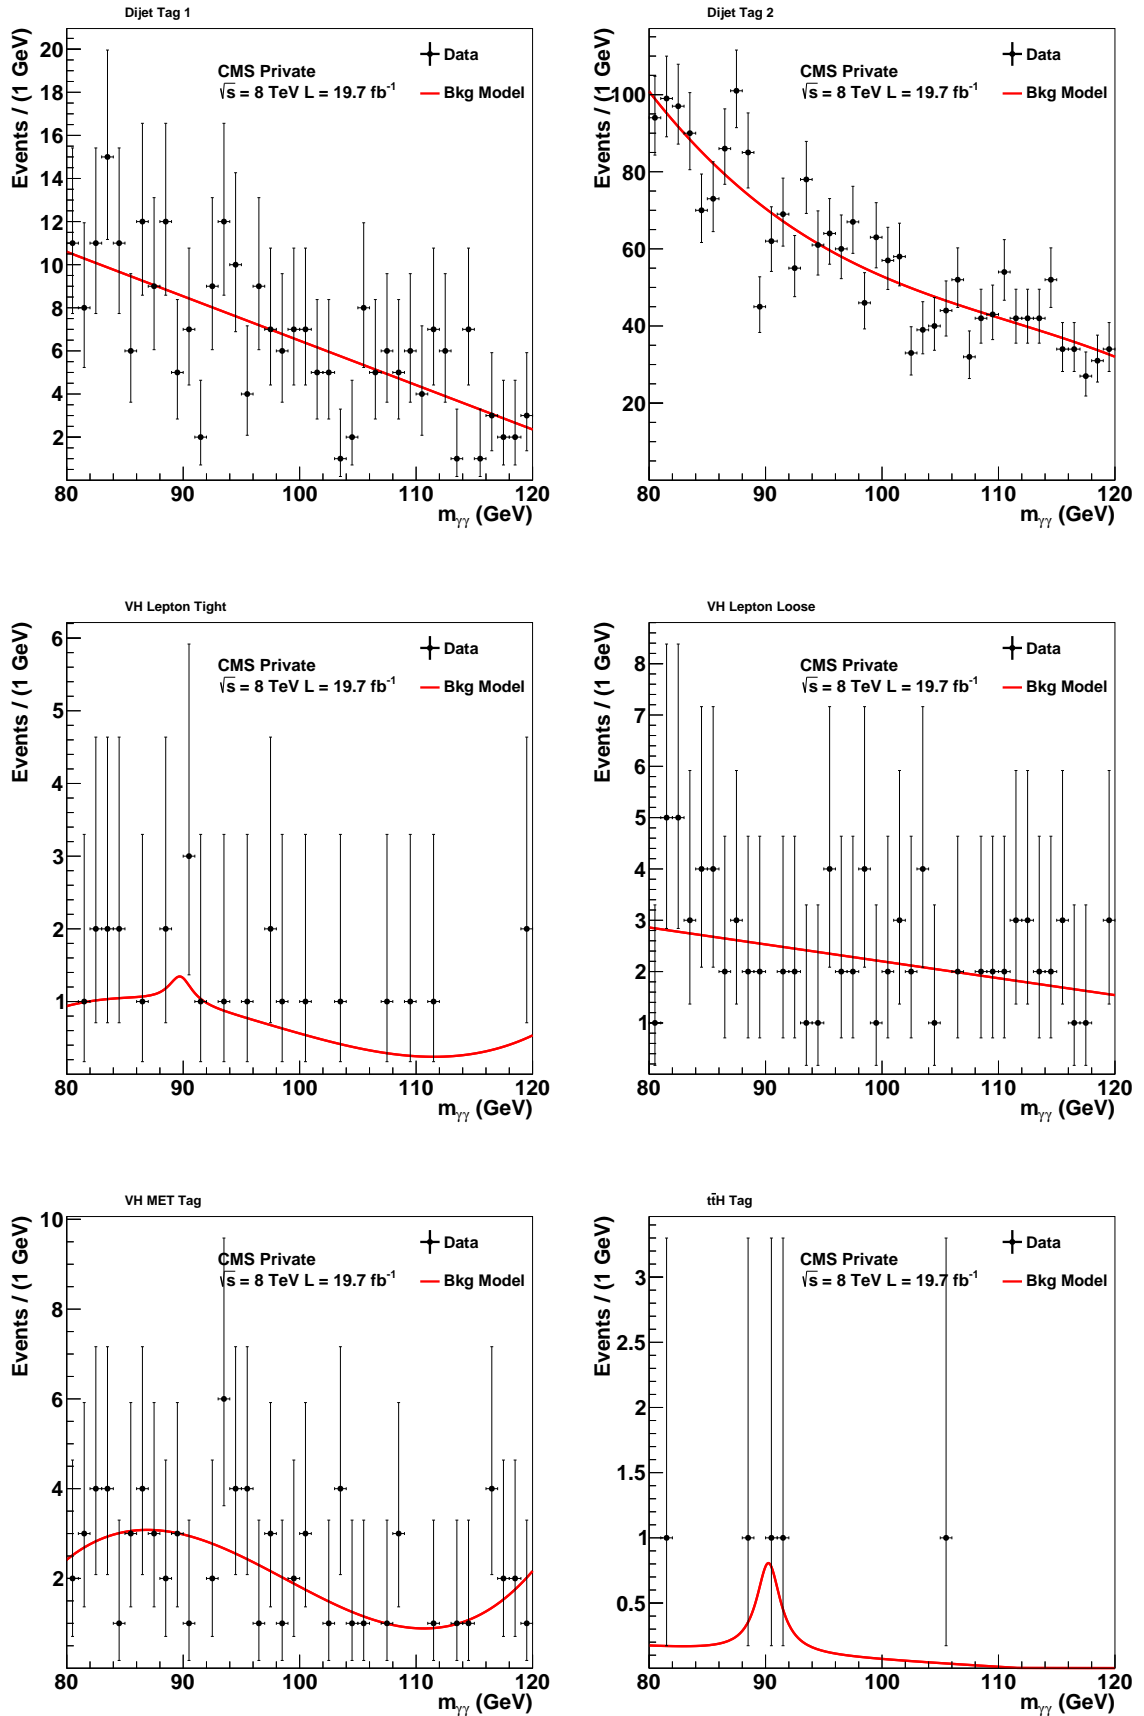 Dijet Tag 1
Events / (1 GeV)
20
18
16
14
12
10
8
6
4
2
CMS Private
√s = 8 TeV L = 19.7 fb⁻¹
Data
Bkg Model
80 90 100 110 120
mγγ (GeV)
Dijet Tag 2
Events / (1 GeV)
100
80
60
40
20
CMS Private
√s = 8 TeV L = 19.7 fb⁻¹
Data
Bkg Model
80 90 100 110 120
mγγ (GeV)
VH Lepton Tight
Events / (1 GeV)
6
5
4
3
2
1
CMS Private
√s = 8 TeV L = 19.7 fb⁻¹
Data
Bkg Model
80 90 100 110 120
mγγ (GeV)
VH Lepton Loose
Events / (1 GeV)
8
7
6
5
4
3
2
1
CMS Private
√s = 8 TeV L = 19.7 fb⁻¹
Data
Bkg Model
80 90 100 110 120
mγγ (GeV)
VH MET Tag
Events / (1 GeV)
10
8
6
4
2
CMS Private
√s = 8 TeV L = 19.7 fb⁻¹
Data
Bkg Model
80 90 100 110 120
mγγ (GeV)
tt̄H Tag
Events / (1 GeV)
3
2.5
2
1.5
1
0.5
CMS Private
√s = 8 TeV L = 19.7 fb⁻¹
Data
Bkg Model
80 90 100 110 120
mγγ (GeV)